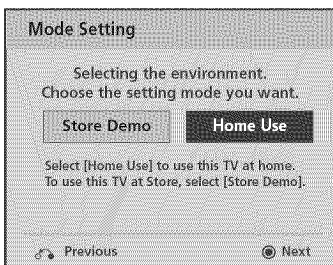 Mode Setting
Selecting the environment.
Choose the setting mode you want.
Store Demo
Home Use
Select [Home Use] to use this TV at home.
To use this TV at Store, select [Store Demo].
Previous
Next